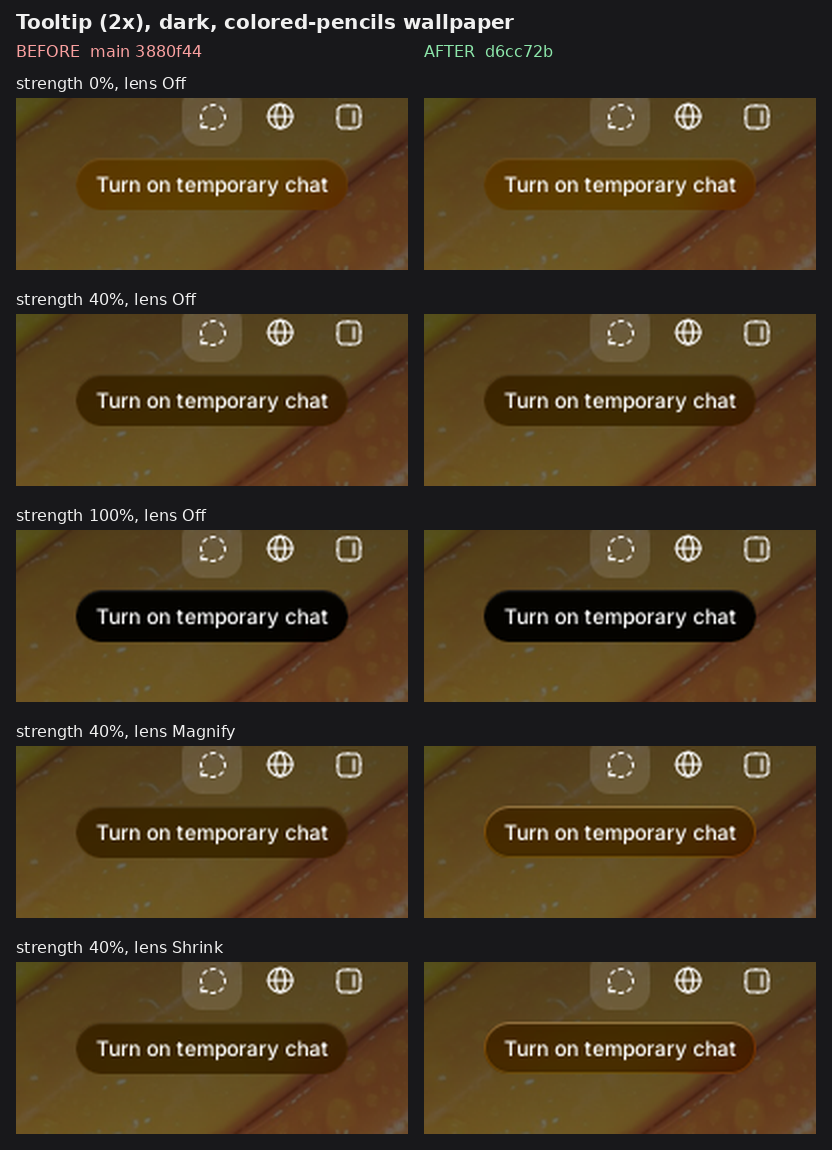 Tooltip (2x), dark, colored-pencils wallpaper
BEFORE main 3880f44
AFTER d6cc72b
strength 0%, lens Off
Turn on temporary chat
Turn on temporary chat
strength 40%, lens Off
Turn on temporary chat
Turn on temporary chat
strength 100%, lens Off
Turn on temporary chat
Turn on temporary chat
strength 40%, lens Magnify
Turn on temporary chat
Turn on temporary chat
strength 40%, lens Shrink
Turn on temporary chat
Turn on temporary chat